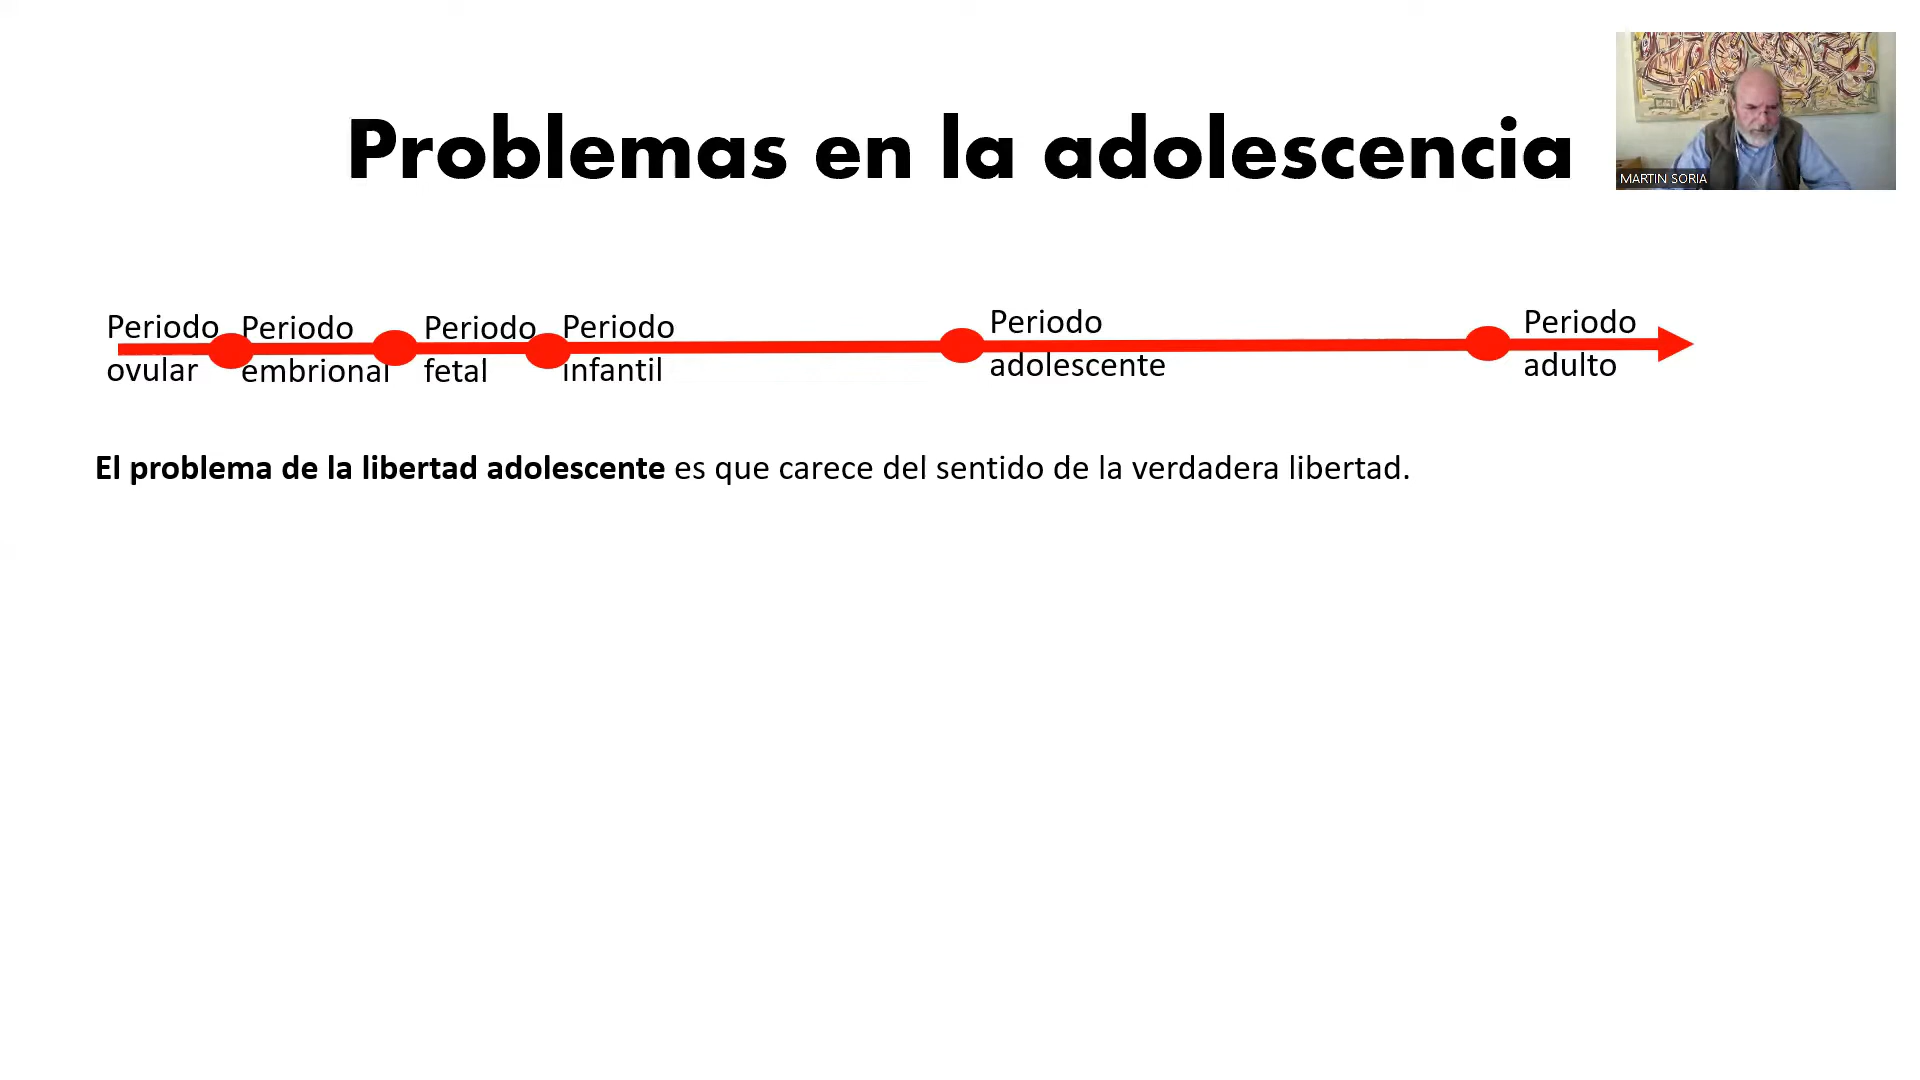 Problemas en la adolescencia
MARTIN SORIA
Periodo
ovular
Periodo
embrional
Periodo
fetal
Periodo
infantil
Periodo
adolescente
Periodo
adulto
El problema de la libertad adolescente es que carece del sentido de la verdadera libertad.